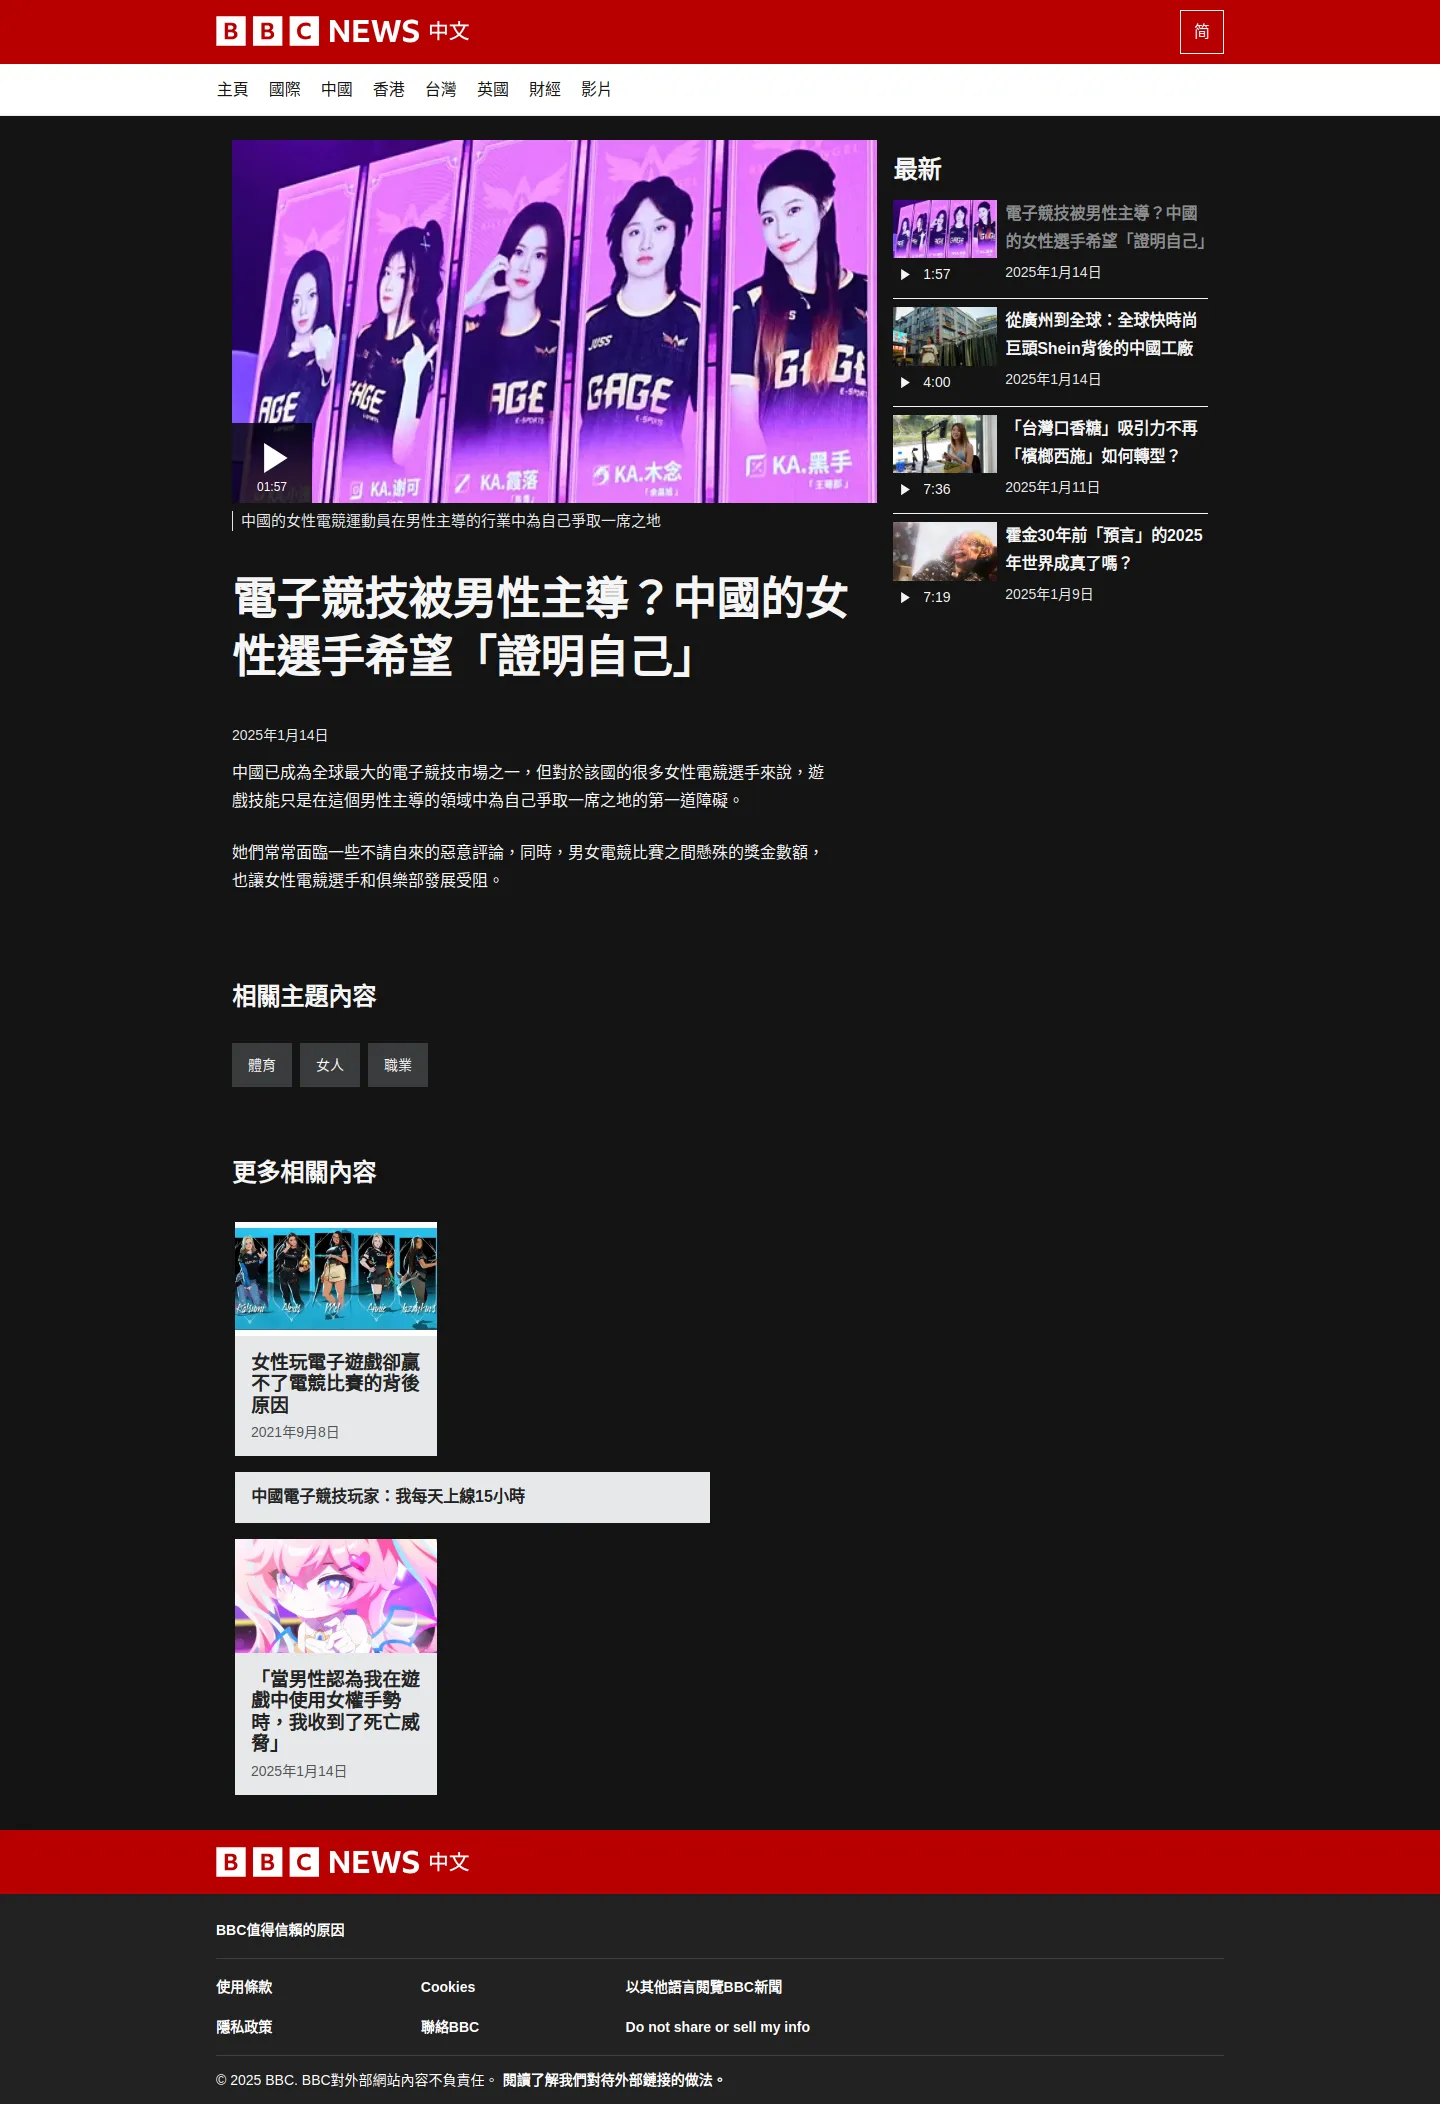 BBC NEWS 中文
简
主頁 國際 中國 香港 台灣 英國 財經 影片
JUSS
GAGE
GAGE
GAGE
GAGE
GAGE
E-SPORTS
KA.谢可
KA.霞落
KA.木念
KA.黑手
01:57
中國的女性電競運動員在男性主導的行業中為自己爭取一席之地
電子競技被男性主導？中國的女
性選手希望「證明自己」
2025年1月14日
中國已成為全球最大的電子競技市場之一，但對於該國的很多女性電競選手來說，遊
戲技能只是在這個男性主導的領域中為自己爭取一席之地的第一道障礙。
她們常常面臨一些不請自來的惡意評論，同時，男女電競比賽之間懸殊的獎金數額，
也讓女性電競選手和俱樂部發展受阻。
最新
電子競技被男性主導？中國
的女性選手希望「證明自己」
1:57
2025年1月14日
從廣州到全球：全球快時尚
巨頭Shein背後的中國工廠
4:00
2025年1月14日
「台灣口香糖」吸引力不再
「檳榔西施」如何轉型？
7:36
2025年1月11日
霍金30年前「預言」的2025
年世界成真了嗎？
7:19
2025年1月9日
相關主題內容
體育 女人 職業
更多相關內容
女性玩電子遊戲卻贏
不了電競比賽的背後
原因
2021年9月8日
中國電子競技玩家：我每天上線15小時
「當男性認為我在遊
戲中使用女權手勢
時，我收到了死亡威
脅」
2025年1月14日
BBC NEWS 中文
BBC值得信賴的原因
使用條款 Cookies 以其他語言閱覽BBC新聞
隱私政策 聯絡BBC Do not share or sell my info
© 2025 BBC. BBC對外部網站內容不負責任。 閱讀了解我們對待外部鏈接的做法。